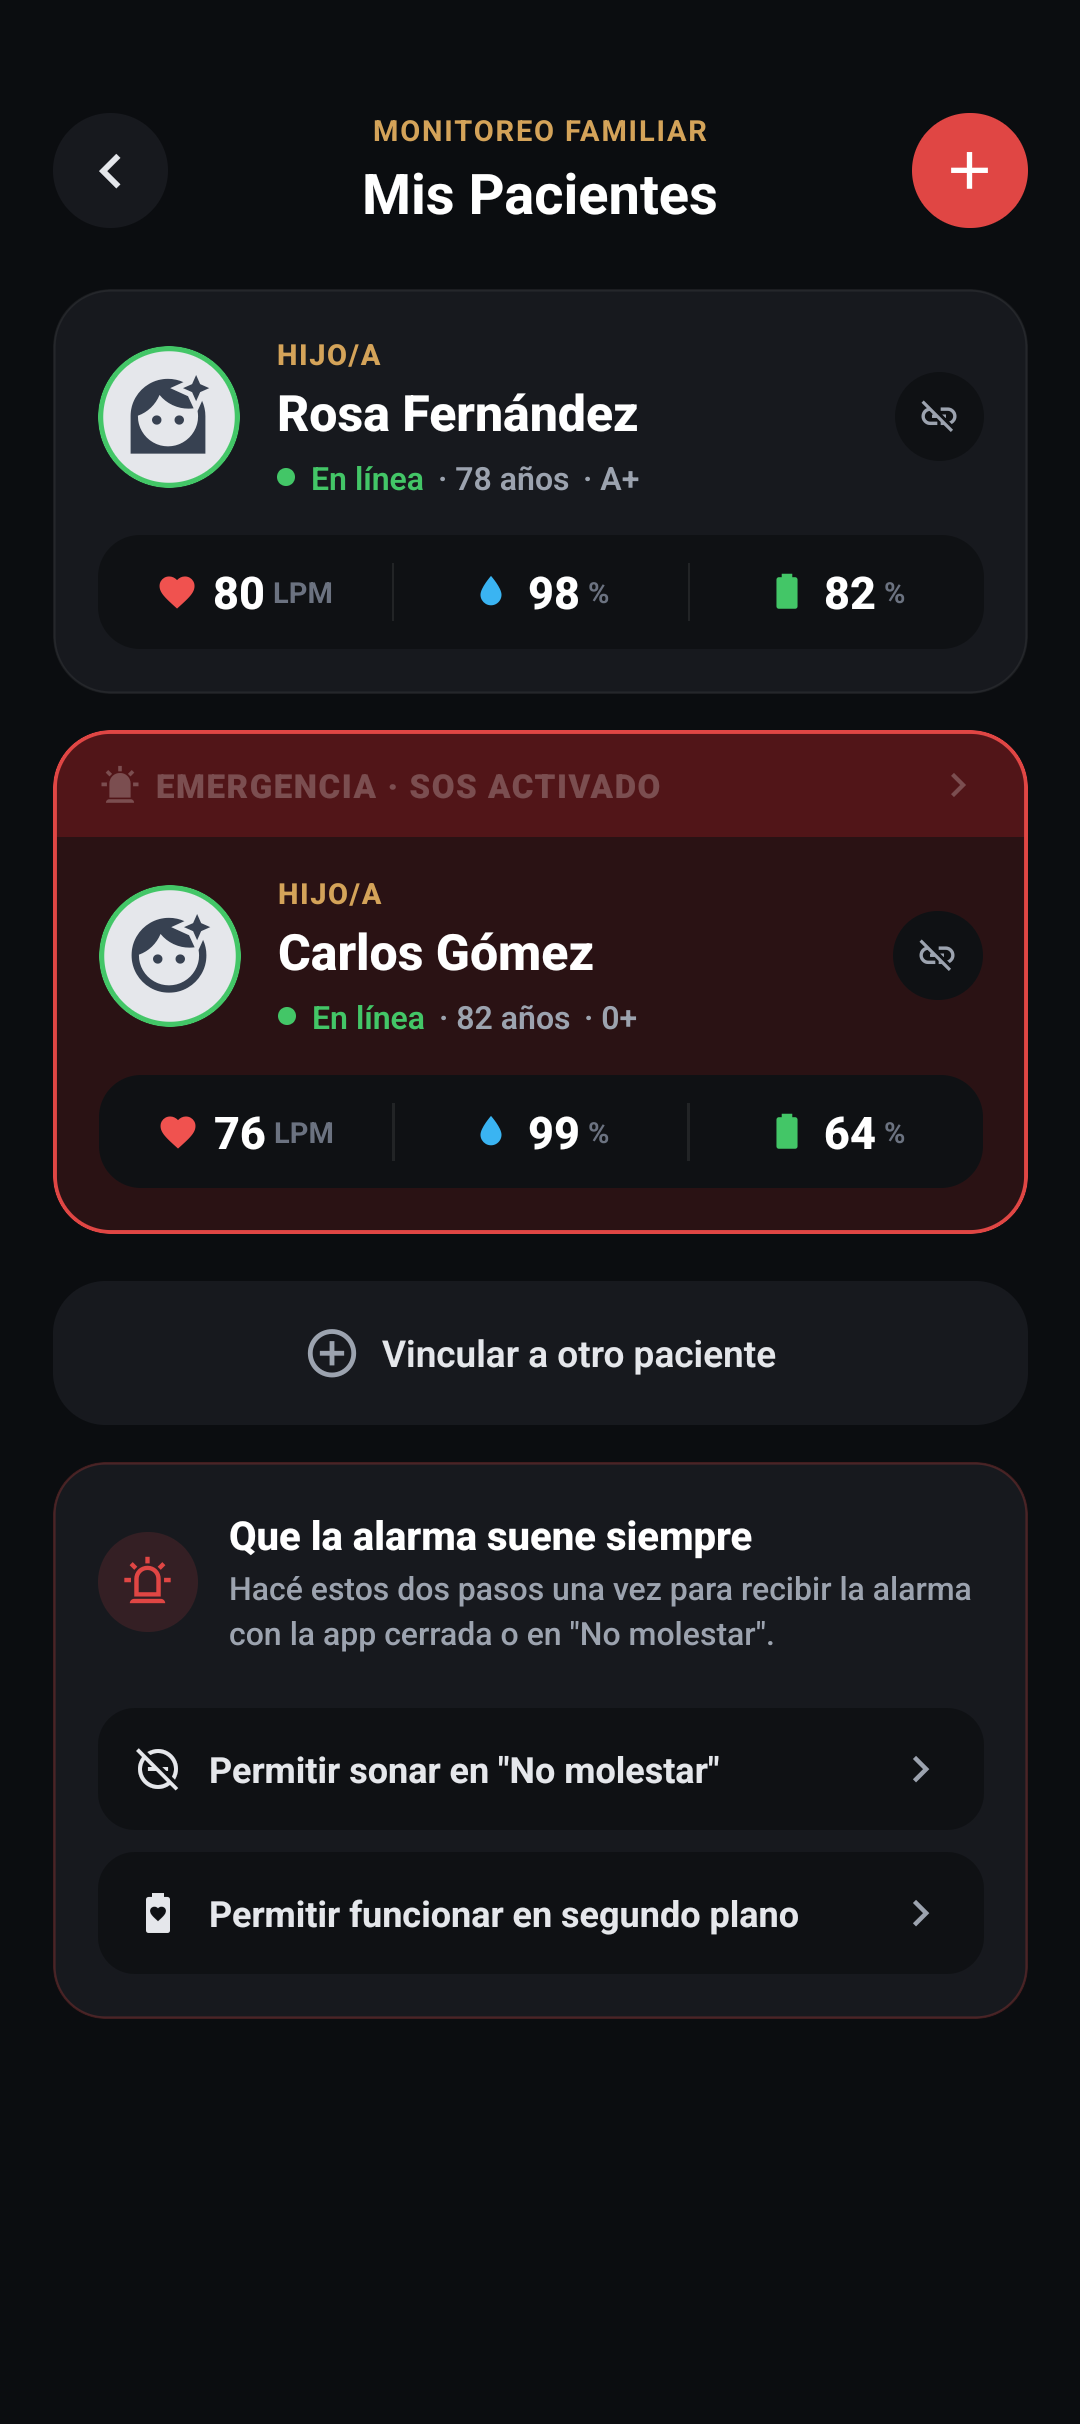 MONITOREO FAMILIAR
Mis Pacientes
HIJO/A
Rosa Fernández
En línea · 78 años · A+
80 LPM
98 %
82 %
EMERGENCIA · SOS ACTIVADO
HIJO/A
Carlos Gómez
En línea · 82 años · 0+
76 LPM
99 %
64 %
Vincular a otro paciente
Que la alarma suene siempre
Hacé estos dos pasos una vez para recibir la alarma
con la app cerrada o en "No molestar".
Permitir sonar en "No molestar"
Permitir funcionar en segundo plano